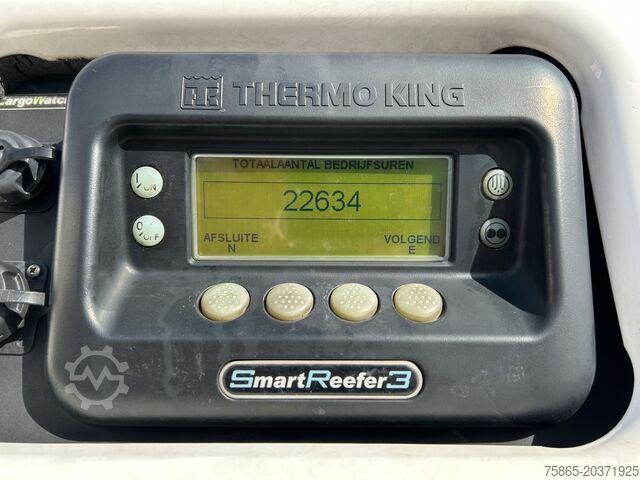 THERMO KING
CargoWatch
TOTAALAANTAL BEDRIJFSUREN
I/ON
22634
O/OFF
AFSLUITE
N
VOLGEND
E
SmartReefer3
75865-20371925